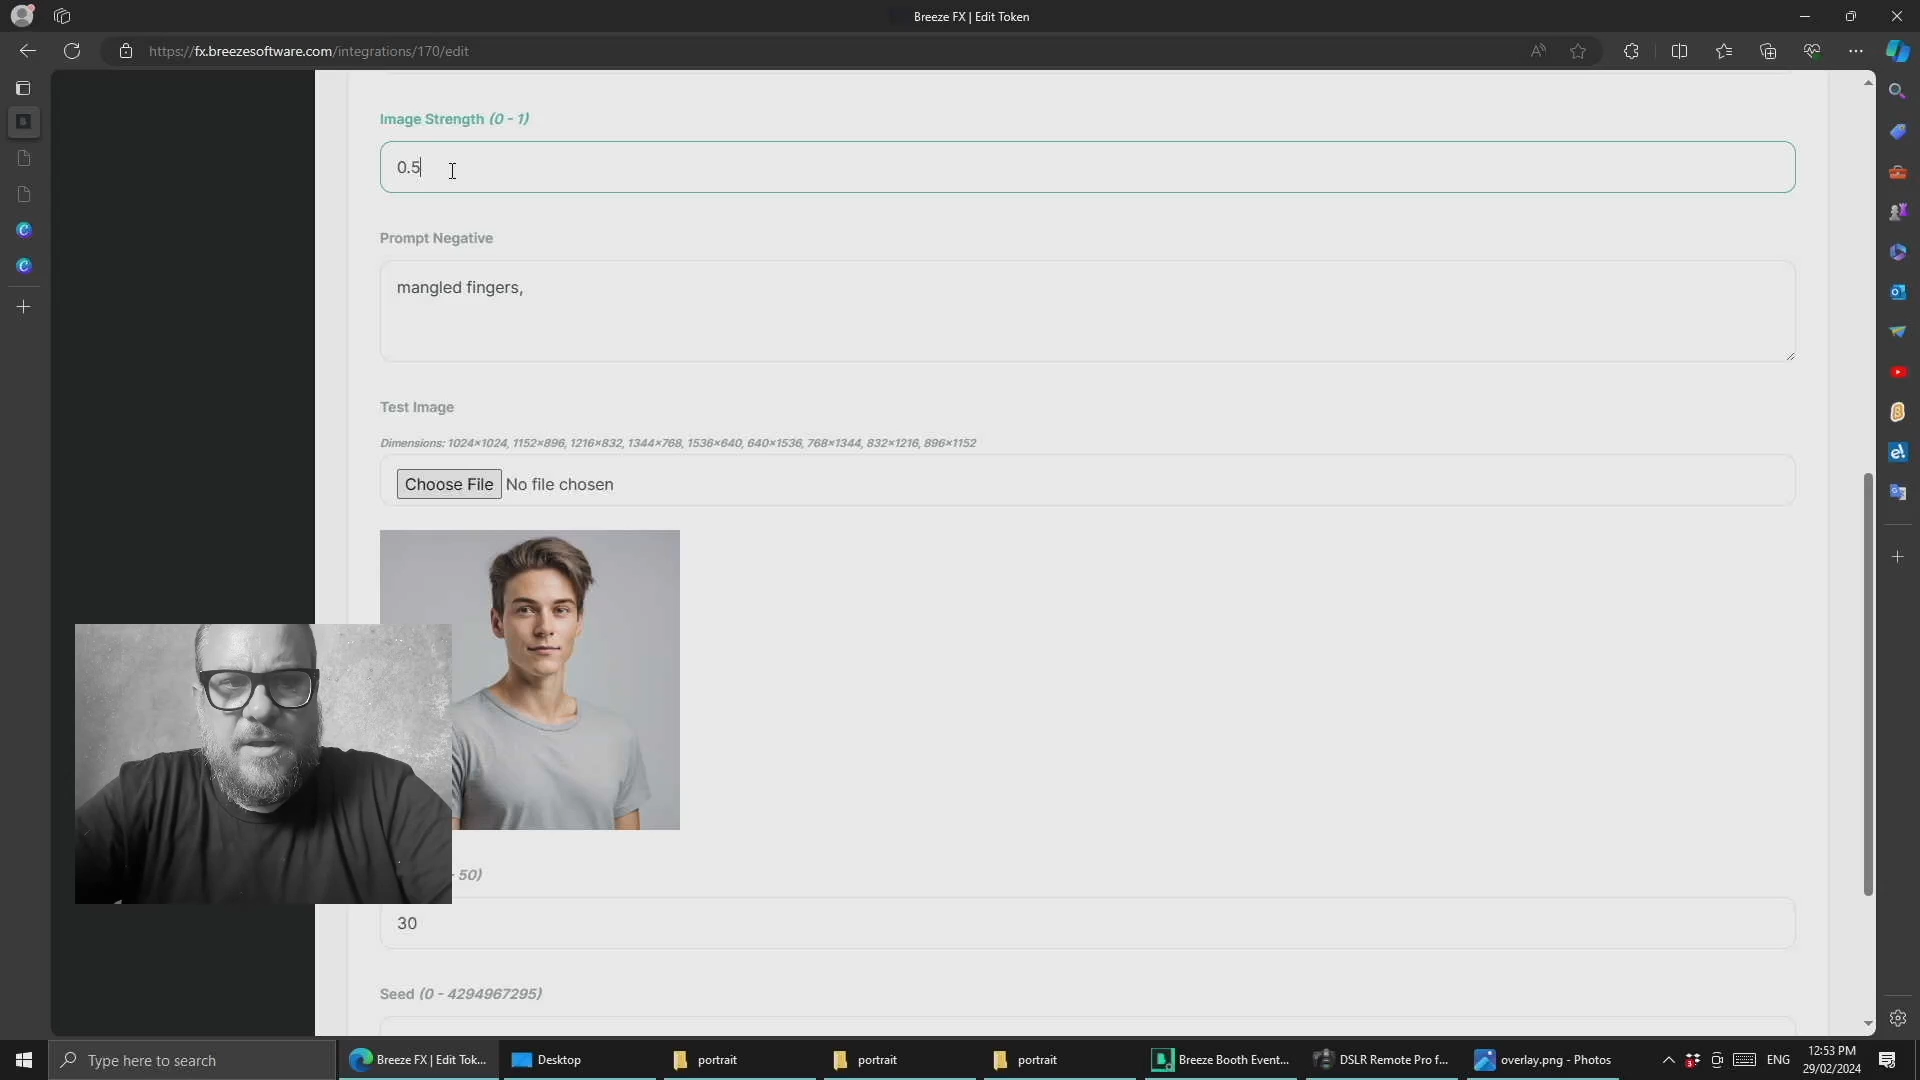 Breeze FX | Edit Token
https://fx.breezesoftware.com/integrations/170/edit
Image Strength (0 - 1)
0.5
Prompt Negative
mangled fingers,
Test Image
Dimensions: 1024×1024, 1152×896, 1216×832, 1344×768, 1536×640, 640×1536, 768×1344, 832×1216, 896×1152
Choose File No file chosen
- 50)
30
Seed (0 - 4294967295)
Type here to search
Breeze FX | Edit Tok...
Desktop
portrait
portrait
portrait
Breeze Booth Event...
DSLR Remote Pro f...
overlay.png - Photos
ENG
12:53 PM
29/02/2024